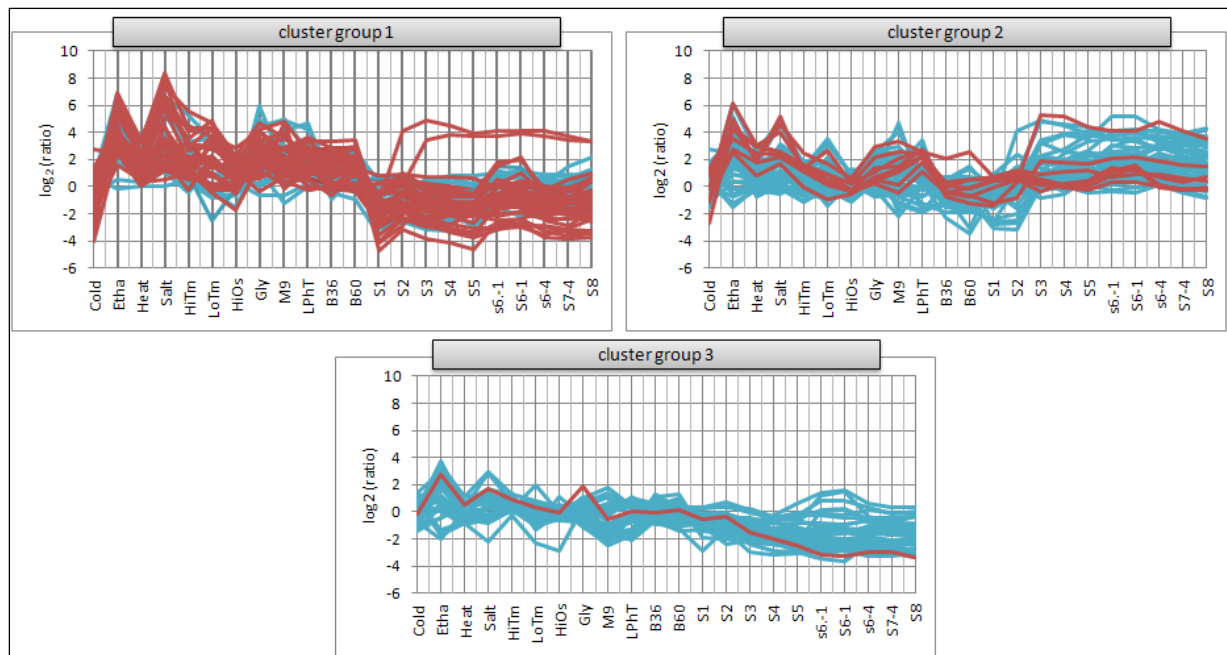 cluster group 1
10
8
6
4
2
0
-2
-4
-6
log2 (ratio)
Cold
Etha
Heat
Salt
HiTm
LoTm
HiOs
Gly
M9
LPhT
B36
B60
S1
S2
S3
S4
S5
s6.-1
S6-1
s6-4
S7-4
S8
cluster group 2
10
8
6
4
2
0
-2
-4
-6
log2 (ratio)
Cold
Etha
Heat
Salt
HiTm
LoTm
HiOs
Gly
M9
LPhT
B36
B60
S1
S2
S3
S4
S5
s6.-1
S6-1
s6-4
S7-4
S8
cluster group 3
10
8
6
4
2
0
-2
-4
-6
log2 (ratio)
Cold
Etha
Heat
Salt
HiTm
LoTm
HiOs
Gly
M9
LPhT
B36
B60
S1
S2
S3
S4
S5
s6.-1
S6-1
s6-4
S7-4
S8